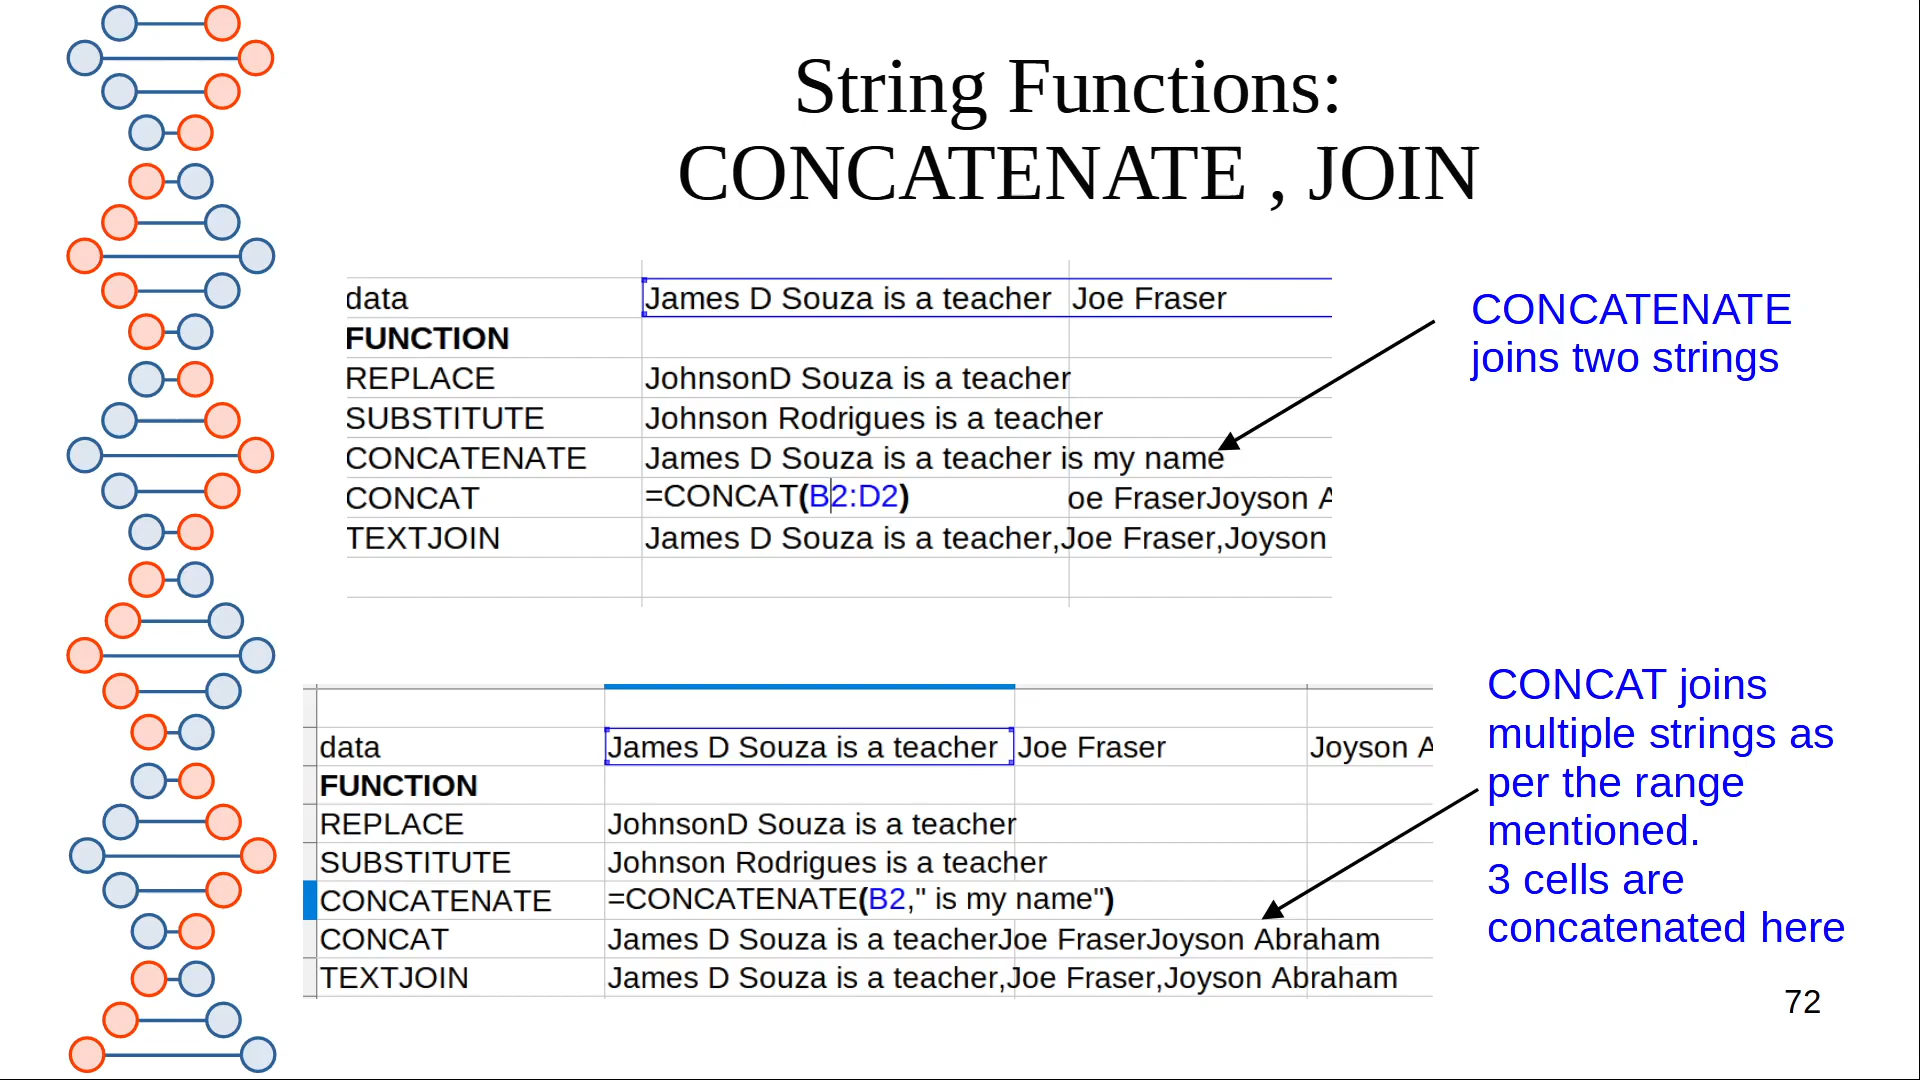 String Functions:
CONCATENATE , JOIN
data James D Souza is a teacher Joe Fraser
FUNCTION
REPLACE JohnsonD Souza is a teacher
SUBSTITUTE Johnson Rodrigues is a teacher
CONCATENATE James D Souza is a teacher is my name
CONCAT =CONCAT(B2:D2) oe FraserJoyson A
TEXTJOIN James D Souza is a teacher,Joe Fraser,Joyson
CONCATENATE
joins two strings
data James D Souza is a teacher Joe Fraser Joyson A
FUNCTION
REPLACE JohnsonD Souza is a teacher
SUBSTITUTE Johnson Rodrigues is a teacher
CONCATENATE =CONCATENATE(B2," is my name")
CONCAT James D Souza is a teacherJoe FraserJoyson Abraham
TEXTJOIN James D Souza is a teacher,Joe Fraser,Joyson Abraham
CONCAT joins
multiple strings as
per the range
mentioned.
3 cells are
concatenated here
72